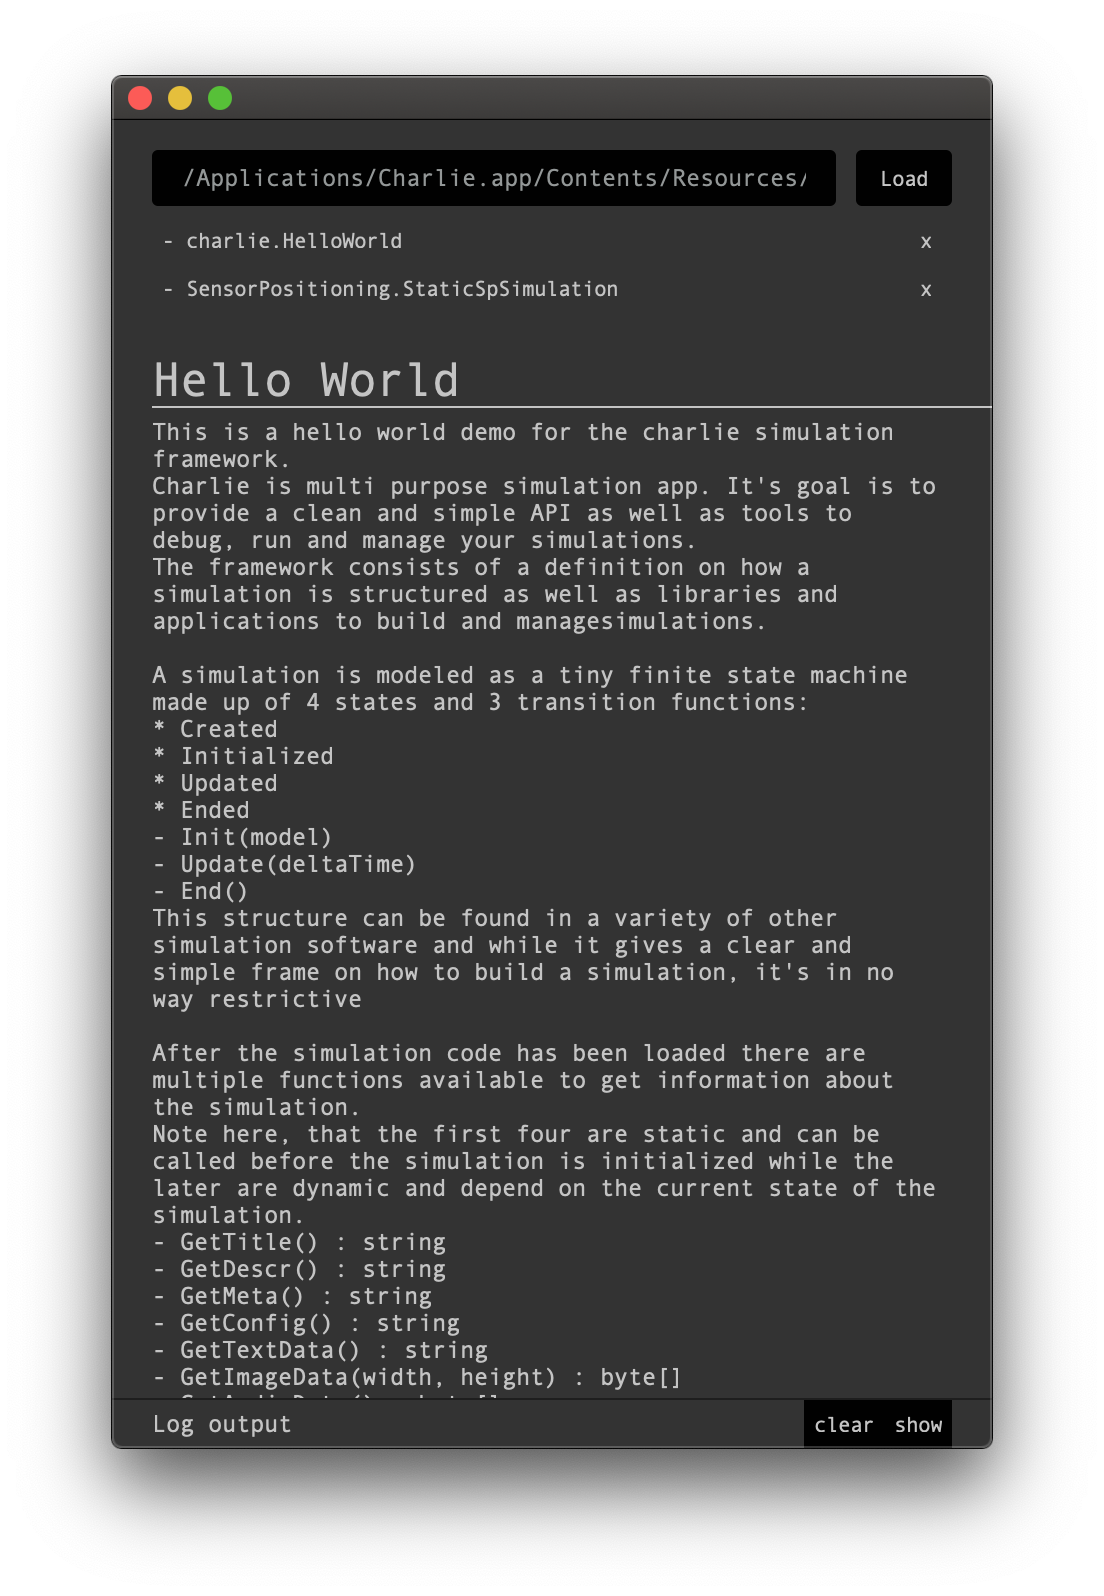 /Applications/Charlie.app/Contents/Resources/
Load
- charlie.HelloWorld x
- SensorPositioning.StaticSpSimulation x
Hello World
This is a hello world demo for the charlie simulation
framework.
Charlie is multi purpose simulation app. It's goal is to
provide a clean and simple API as well as tools to
debug, run and manage your simulations.
The framework consists of a definition on how a
simulation is structured as well as libraries and
applications to build and managesimulations.
A simulation is modeled as a tiny finite state machine
made up of 4 states and 3 transition functions:
* Created
* Initialized
* Updated
* Ended
- Init(model)
- Update(deltaTime)
- End()
This structure can be found in a variety of other
simulation software and while it gives a clear and
simple frame on how to build a simulation, it's in no
way restrictive
After the simulation code has been loaded there are
multiple functions available to get information about
the simulation.
Note here, that the first four are static and can be
called before the simulation is initialized while the
later are dynamic and depend on the current state of the
simulation.
- GetTitle() : string
- GetDescr() : string
- GetMeta() : string
- GetConfig() : string
- GetTextData() : string
- GetImageData(width, height) : byte[]
Log output
clear show